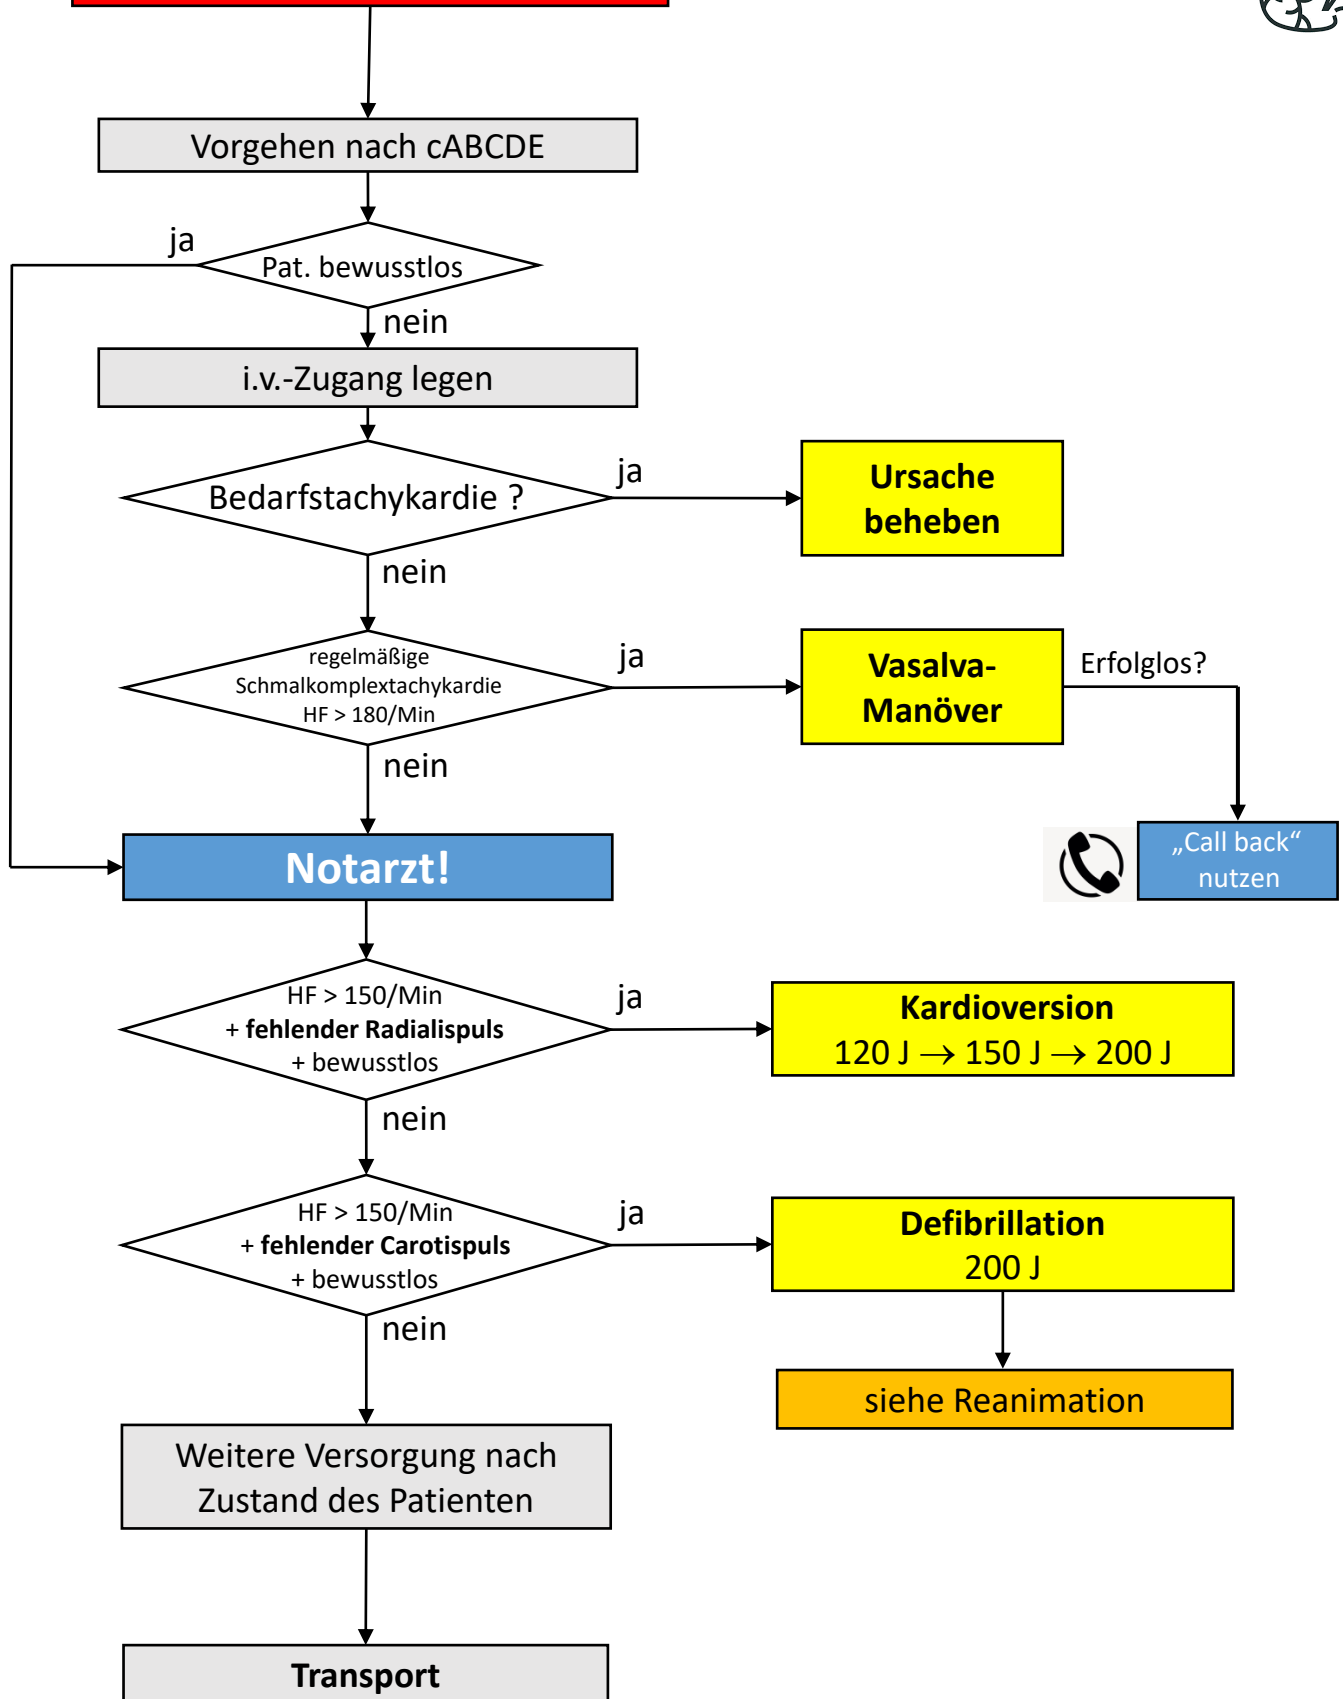 Vorgehen nach cABCDE
ja
Pat. bewusstlos
nein
i.v.-Zugang legen
Bedarfstachykardie ?
ja
Ursache
beheben
nein
regelmäßige
Schmalkomplextachykardie
HF > 180/Min
ja
Vasalva-
Manöver
Erfolglos?
nein
Notarzt!
„Call back“
nutzen
HF > 150/Min
+ fehlender Radialispuls
+ bewusstlos
ja
Kardioversion
120 J → 150 J → 200 J
nein
HF > 150/Min
+ fehlender Carotispuls
+ bewusstlos
ja
Defibrillation
200 J
nein
siehe Reanimation
Weitere Versorgung nach
Zustand des Patienten
Transport